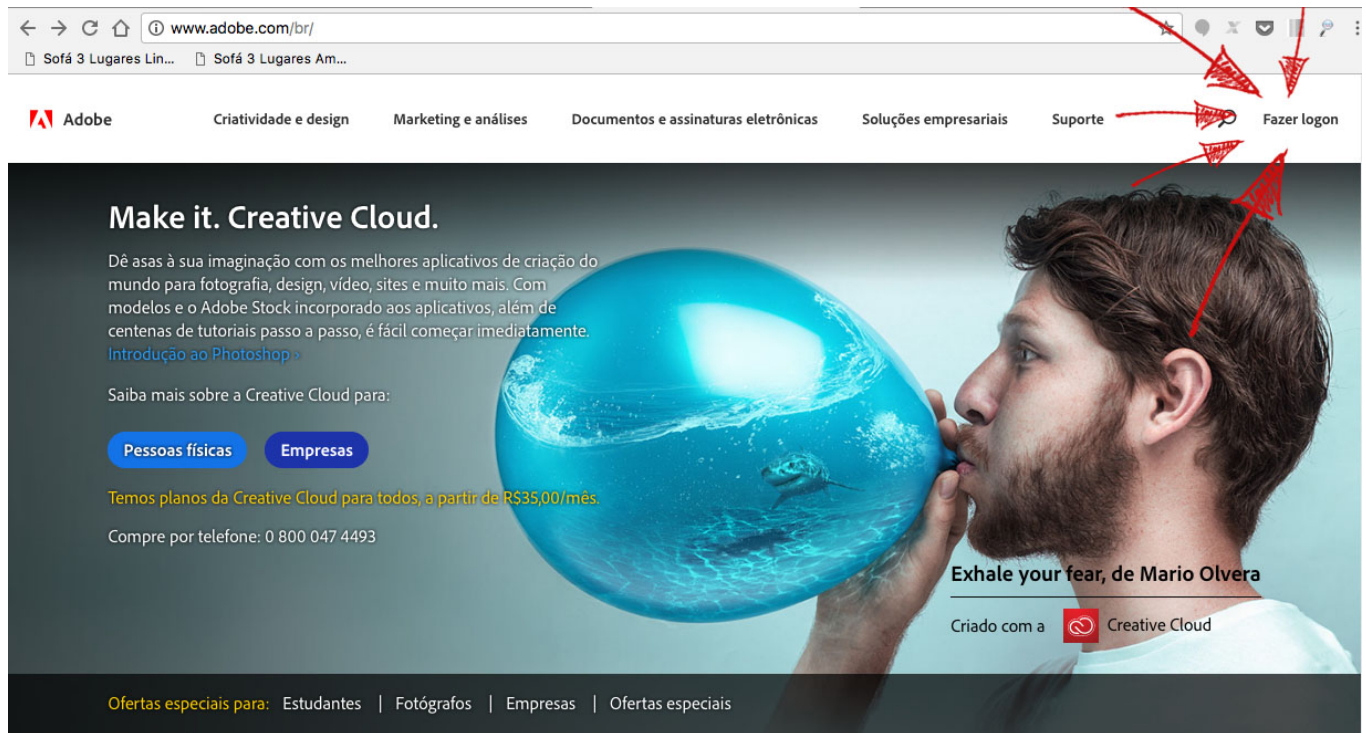 www.adobe.com/br/
Sofá 3 Lugares Lin... Sofá 3 Lugares Am...
Adobe Criatividade e design Marketing e análises Documentos e assinaturas eletrônicas Soluções empresariais Suporte Fazer logon
Make it. Creative Cloud.
Dê asas à sua imaginação com os melhores aplicativos de criação do
mundo para fotografia, design, vídeo, sites e muito mais. Com
modelos e o Adobe Stock incorporado aos aplicativos, além de
centenas de tutoriais passo a passo, é fácil começar imediatamente.
Introdução ao Photoshop ›
Saiba mais sobre a Creative Cloud para:
Pessoas físicas Empresas
Temos planos da Creative Cloud para todos, a partir de R$35,00/mês.
Compre por telefone: 0 800 047 4493
Exhale your fear, de Mario Olvera
Criado com a Creative Cloud
Ofertas especiais para: Estudantes | Fotógrafos | Empresas | Ofertas especiais